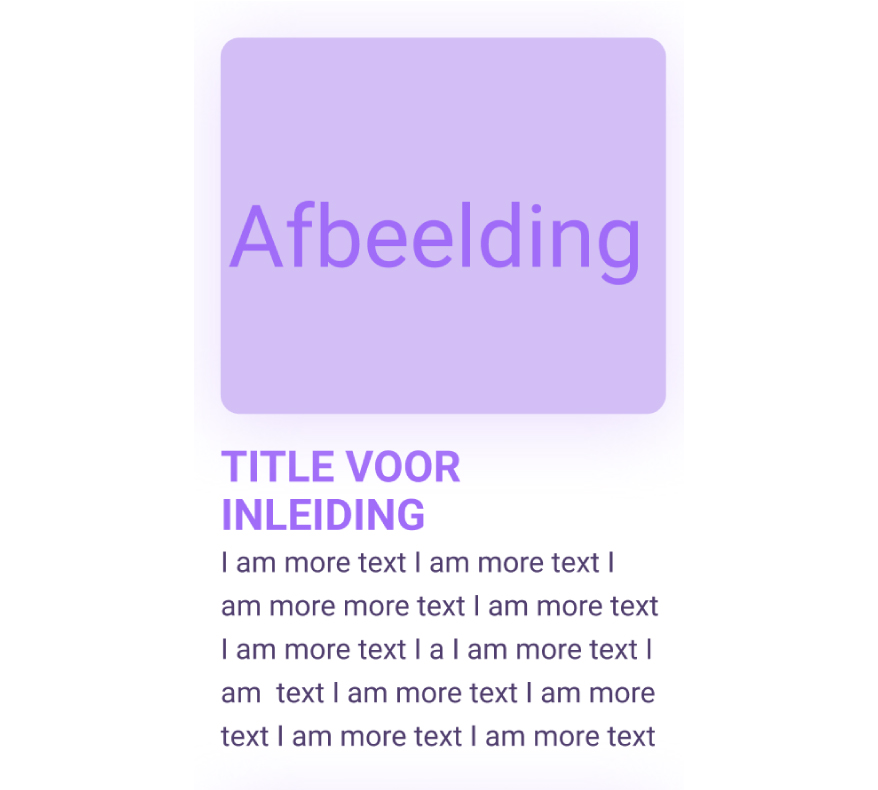 Afbeelding
TITLE VOOR
INLEIDING
I am more text I am more text I
am more more text I am more text
I am more text I a I am more text I
am  text I am more text I am more
text I am more text I am more text